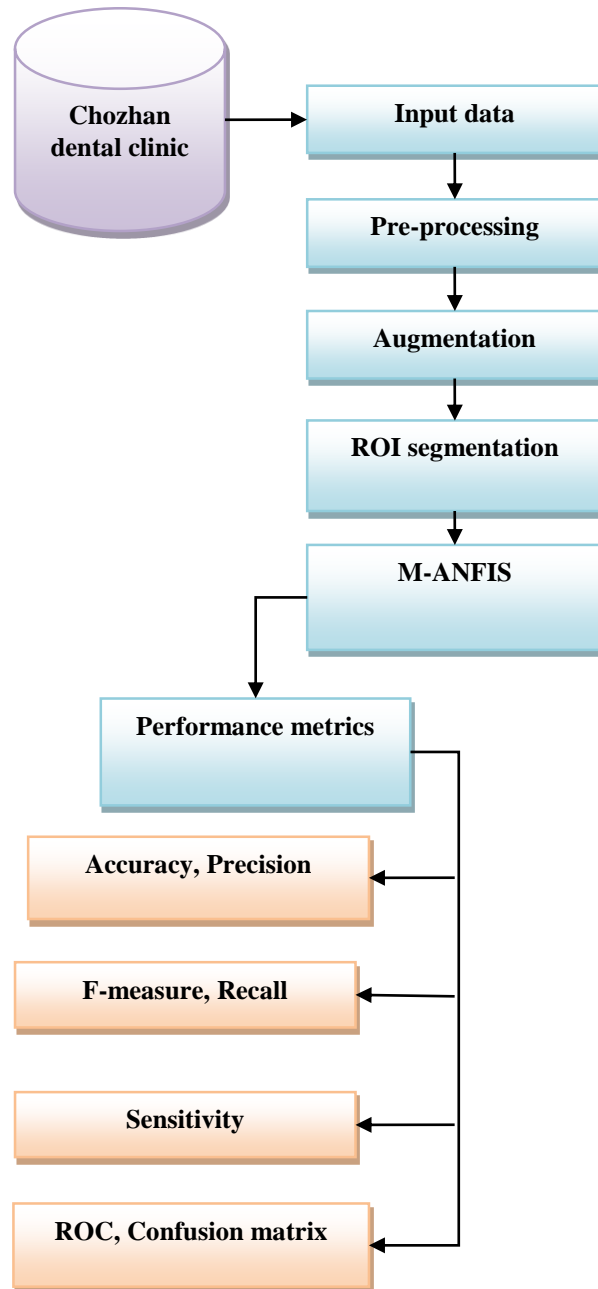 Chozhan
dental clinic
Input data
Pre-processing
Augmentation
ROI segmentation
M-ANFIS
Performance metrics
Accuracy, Precision
F-measure, Recall
Sensitivity
ROC, Confusion matrix